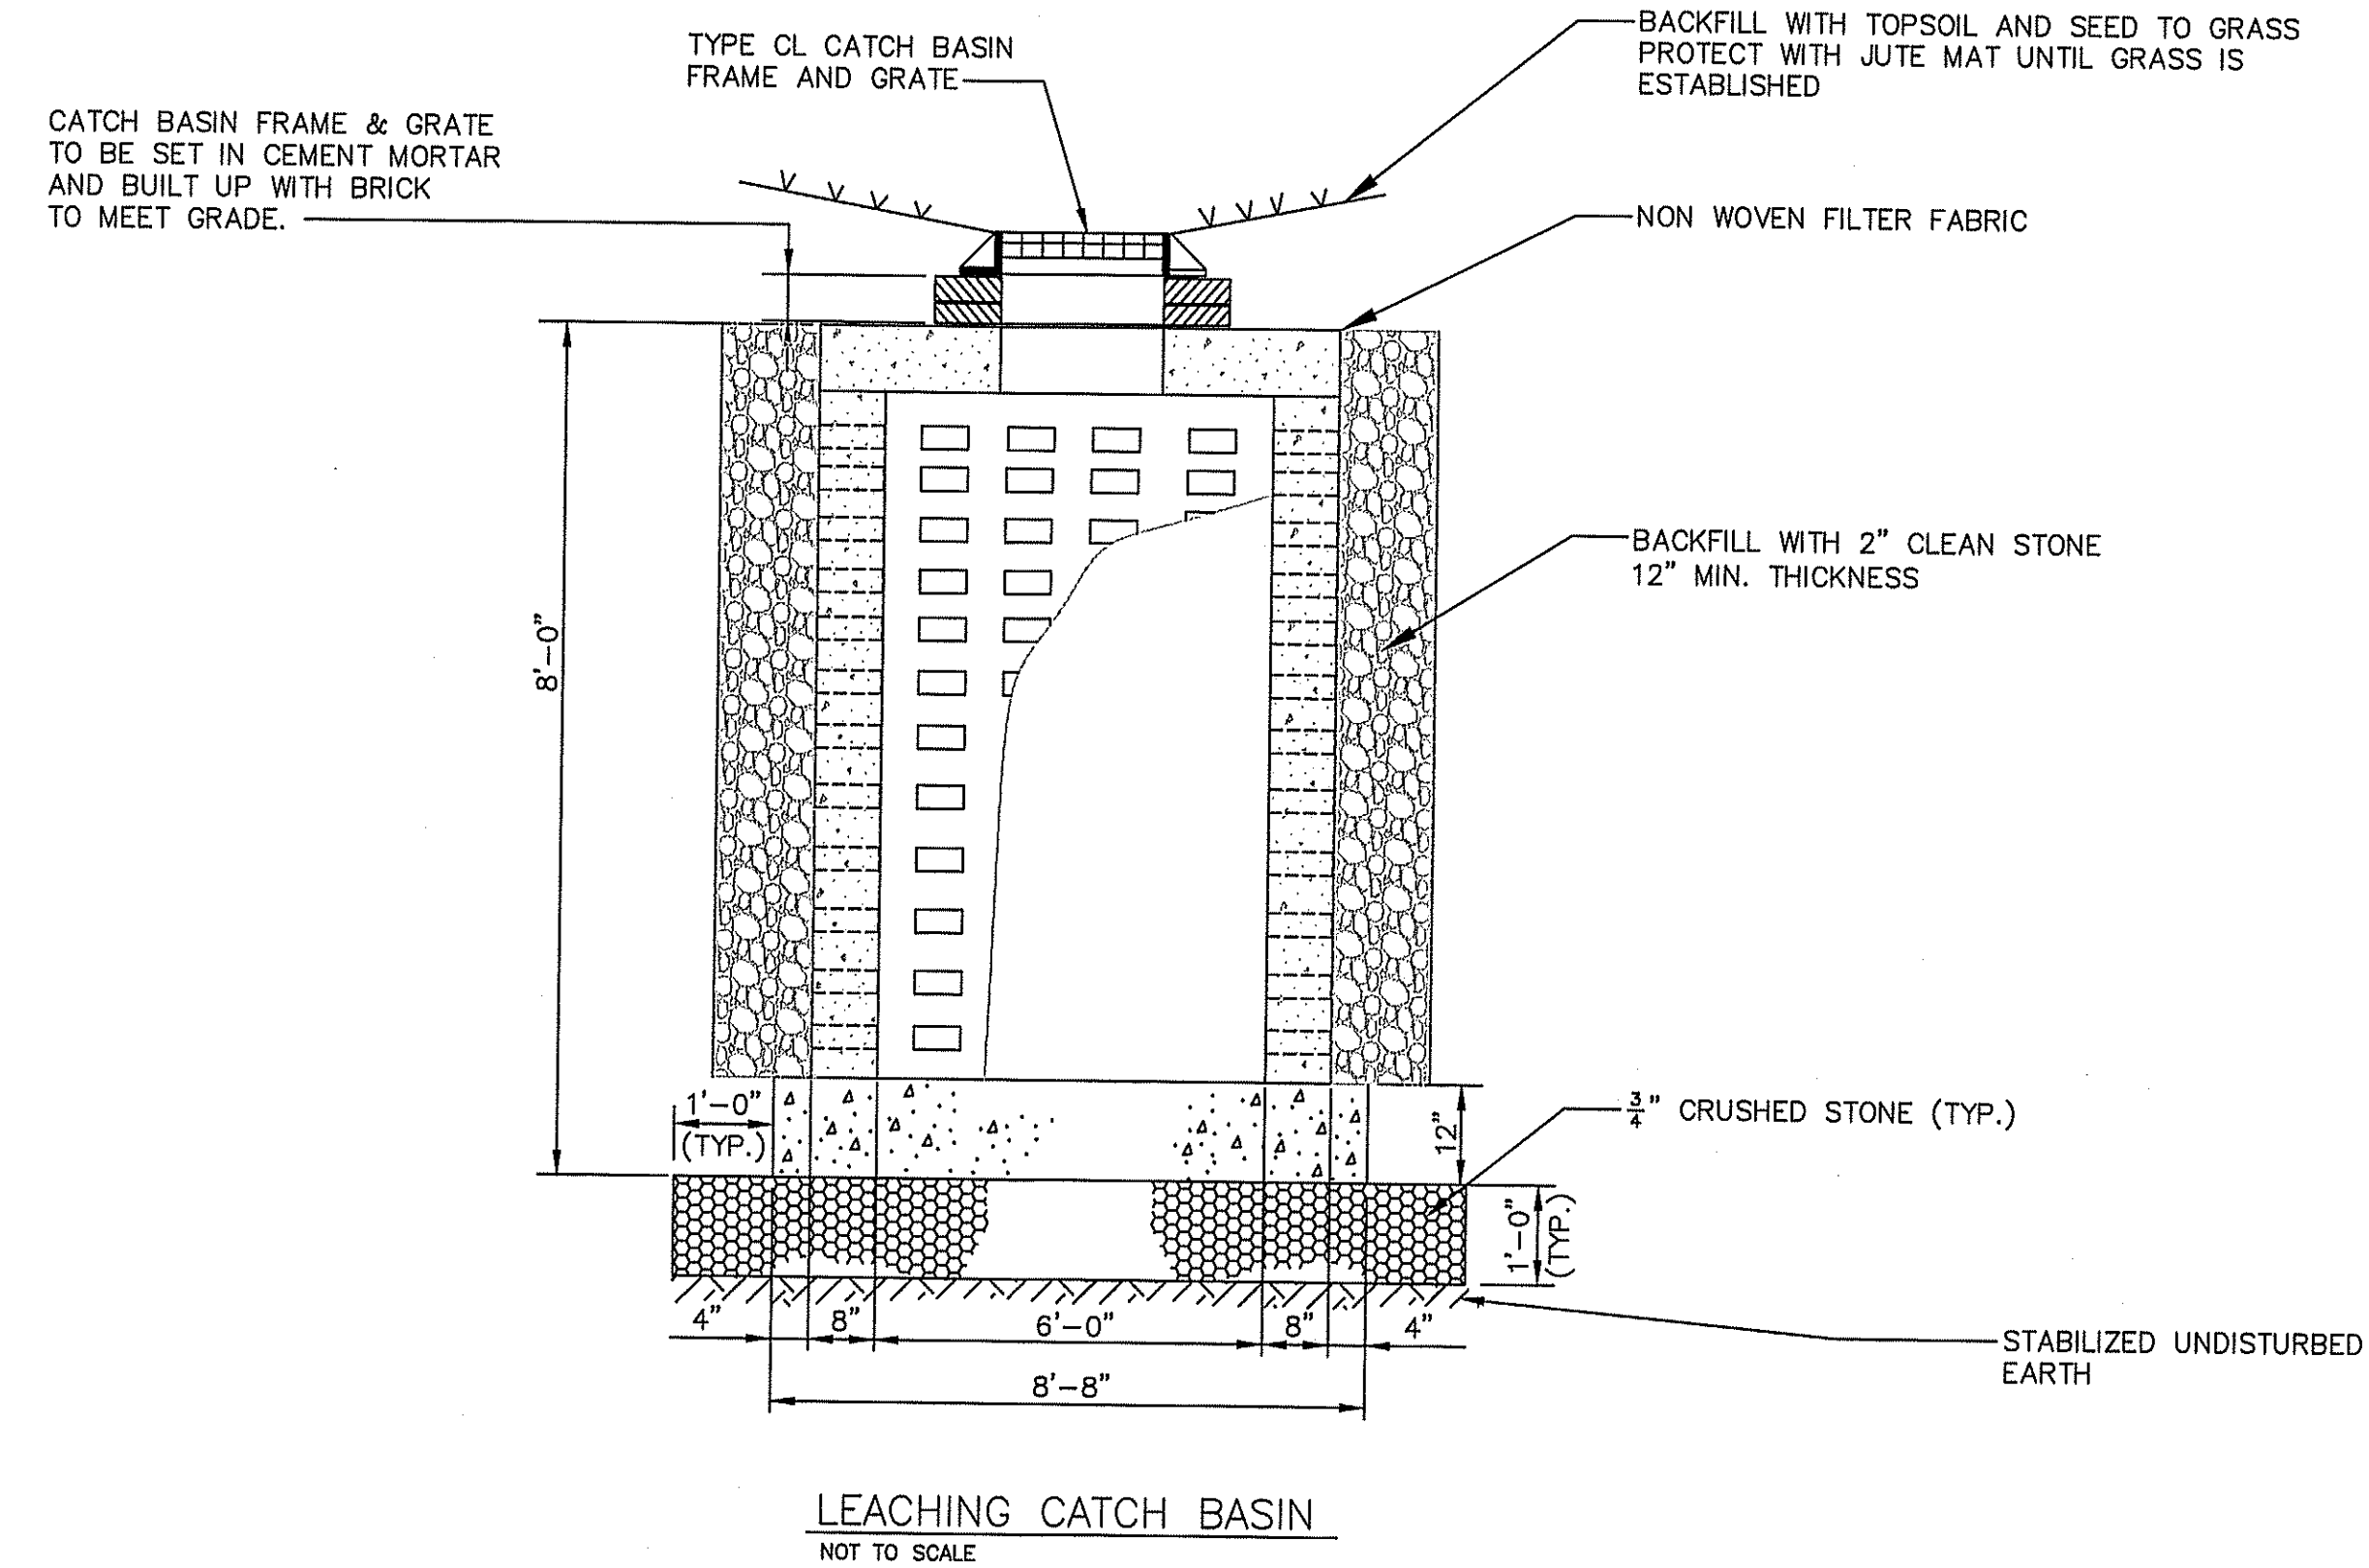 BACKFILL WITH TOPSOIL AND SEED TO GRASS
PROTECT WITH JUTE MAT UNTIL GRASS IS
ESTABLISHED
TYPE CL CATCH BASIN
FRAME AND GRATE
CATCH BASIN FRAME & GRATE
TO BE SET IN CEMENT MORTAR
AND BUILT UP WITH BRICK
TO MEET GRADE.
NON WOVEN FILTER FABRIC
BACKFILL WITH 2" CLEAN STONE
12" MIN. THICKNESS
8'-0"
1'-0"
(TYP.)
12"
3/4" CRUSHED STONE (TYP.)
1'-0"
(TYP.)
4"
8"
6'-0"
8"
4"
STABILIZED UNDISTURBED
EARTH
8'-8"
LEACHING CATCH BASIN
NOT TO SCALE